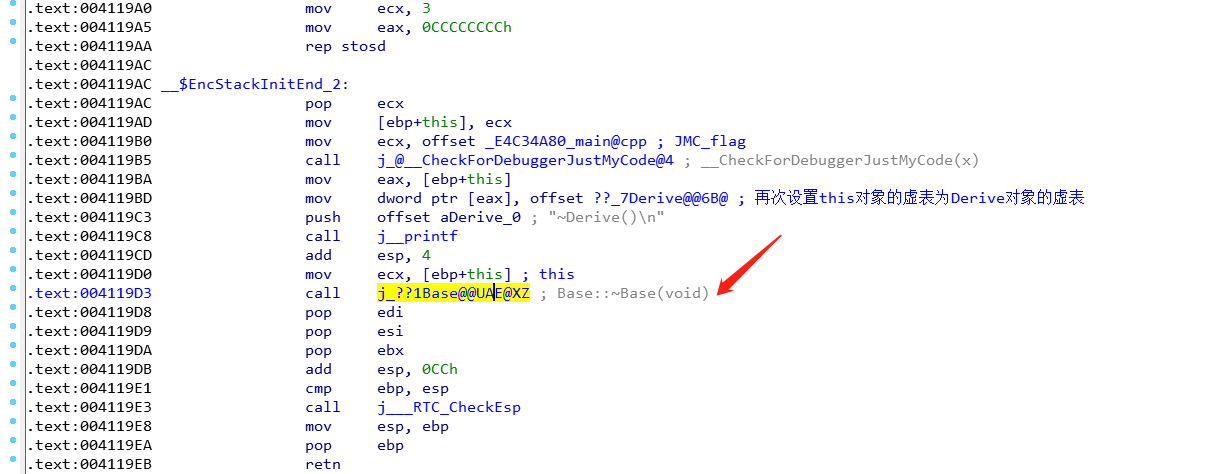 .text:004119A0 mov ecx, 3
.text:004119A5 mov eax, 0CCCCCCCCh
.text:004119AA rep stosd
.text:004119AC
.text:004119AC __$EncStackInitEnd_2:
.text:004119AC pop ecx
.text:004119AD mov [ebp+this], ecx
.text:004119B0 mov ecx, offset _E4C34A80_main@cpp ; JMC_flag
.text:004119B5 call j_@__CheckForDebuggerJustMyCode@4 ; __CheckForDebuggerJustMyCode(x)
.text:004119BA mov eax, [ebp+this]
.text:004119BD mov dword ptr [eax], offset ??_7Derive@@6B@ ; 再次设置this对象的虚表为Derive对象的虚表
.text:004119C3 push offset aDerive_0 ; "~Derive()\n"
.text:004119C8 call j__printf
.text:004119CD add esp, 4
.text:004119D0 mov ecx, [ebp+this] ; this
.text:004119D3 call j_??1Base@@UAE@XZ ; Base::~Base(void)
.text:004119D8 pop edi
.text:004119D9 pop esi
.text:004119DA pop ebx
.text:004119DB add esp, 0CCh
.text:004119E1 cmp ebp, esp
.text:004119E3 call j___RTC_CheckEsp
.text:004119E8 mov esp, ebp
.text:004119EA pop ebp
.text:004119EB retn